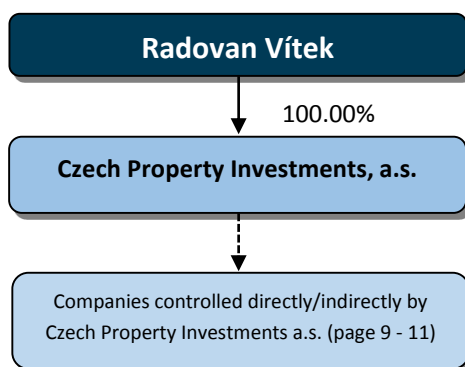 Radovan Vítek
100.00%
Czech Property Investments, a.s.
Companies controlled directly/indirectly by
Czech Property Investments a.s. (page 9 - 11)